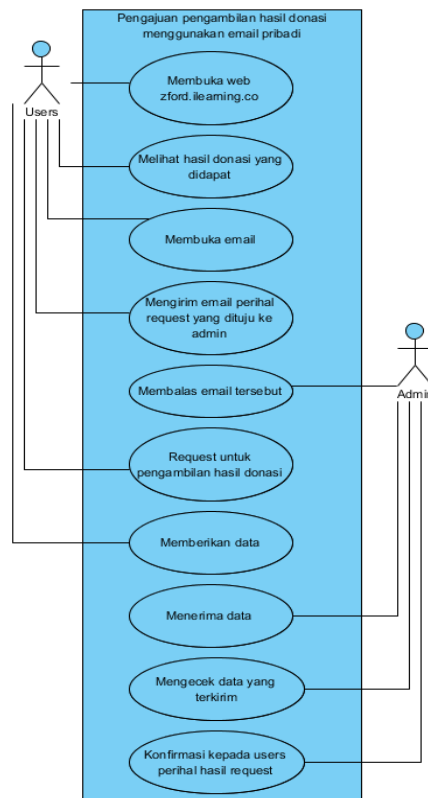 Pengajuan pengambilan hasil donasi
menggunakan email pribadi
Users
Membuka web
zford.ilearning.co
Melihat hasil donasi yang
didapat
Membuka email
Mengirim email perihal
request yang dituju ke
admin
Membalas email tersebut
Admin
Request untuk
pengambilan hasil donasi
Memberikan data
Menerima data
Mengecek data yang
terkirim
Konfirmasi kepada users
perihal hasil request